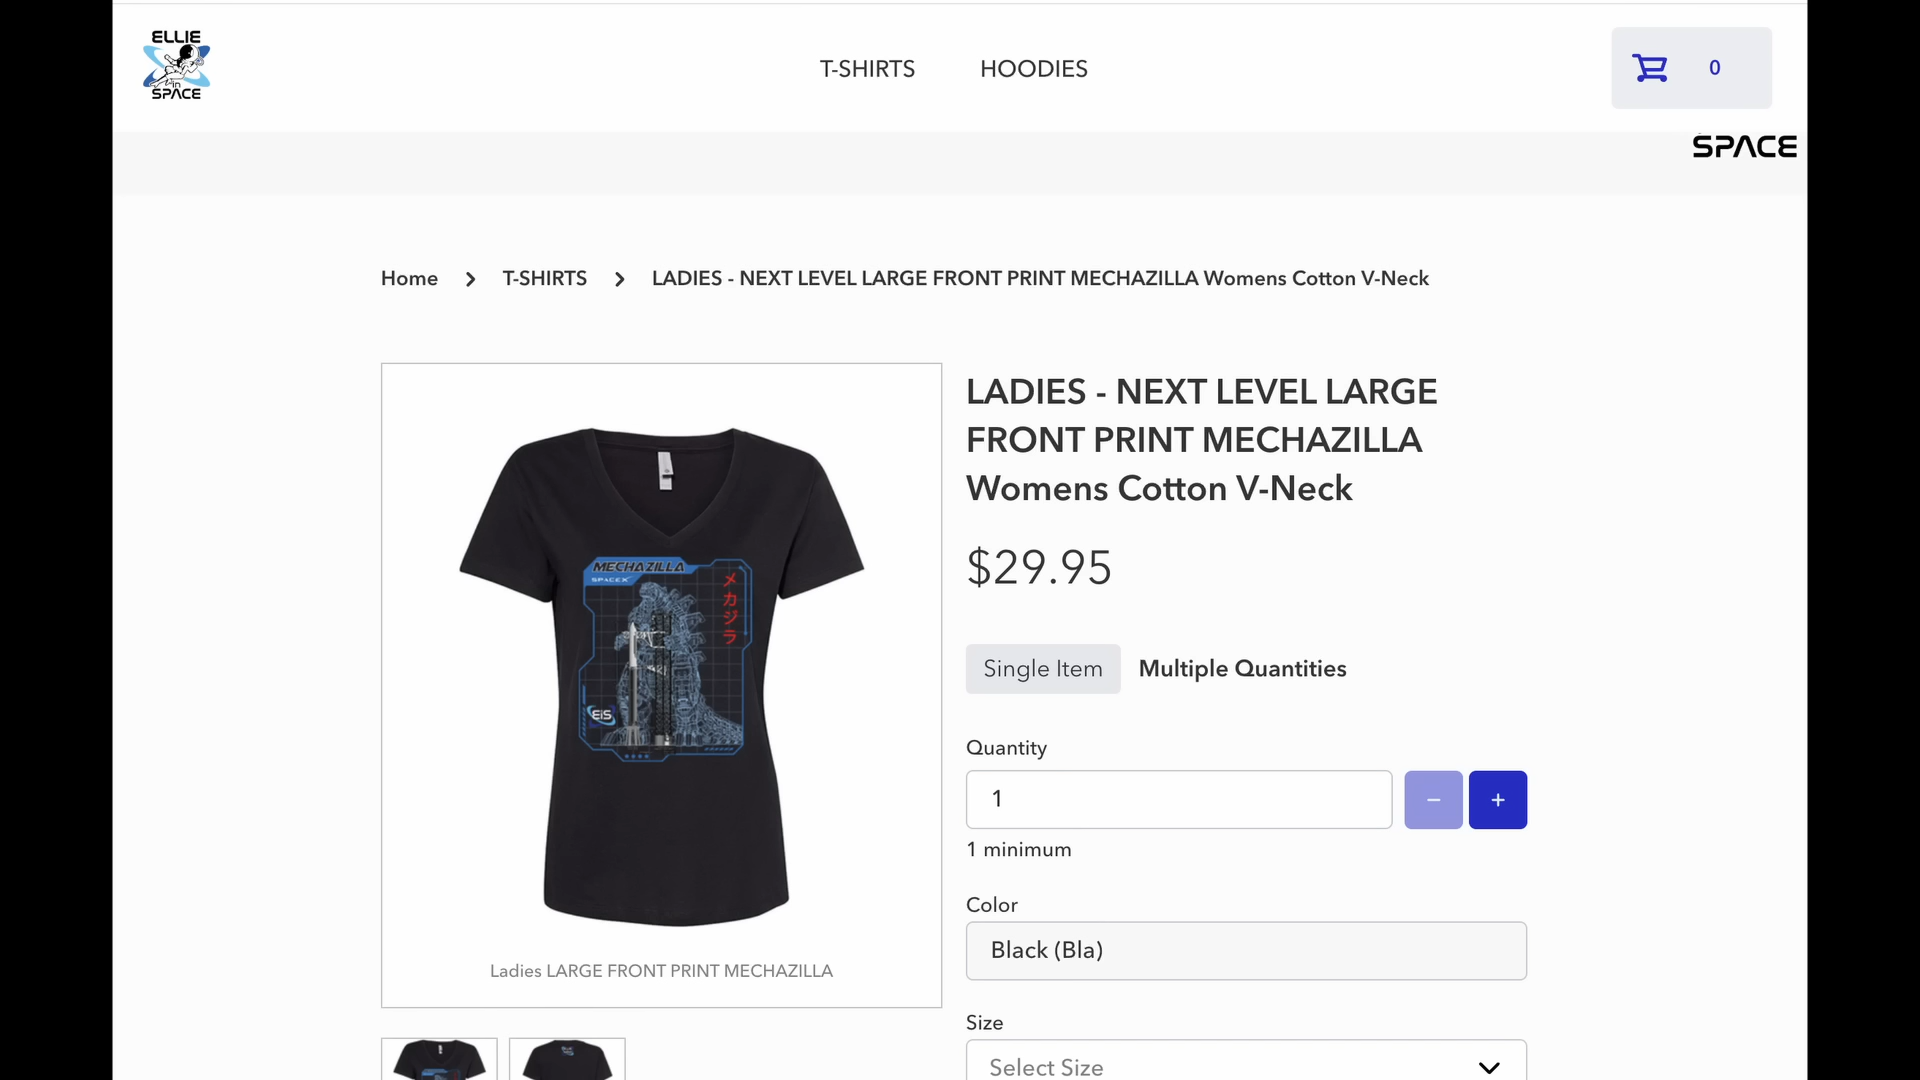 ELLIE
in
SPACE
T-SHIRTS
HOODIES
0
SPACE
Home
T-SHIRTS
LADIES - NEXT LEVEL LARGE FRONT PRINT MECHAZILLA Womens Cotton V-Neck
MECHAZILLA
SPACEX
メカジラ
EiS
Ladies LARGE FRONT PRINT MECHAZILLA
LADIES - NEXT LEVEL LARGE
FRONT PRINT MECHAZILLA
Womens Cotton V-Neck
$29.95
Single Item
Multiple Quantities
Quantity
1
−
+
1 minimum
Color
Black (Bla)
Size
Select Size